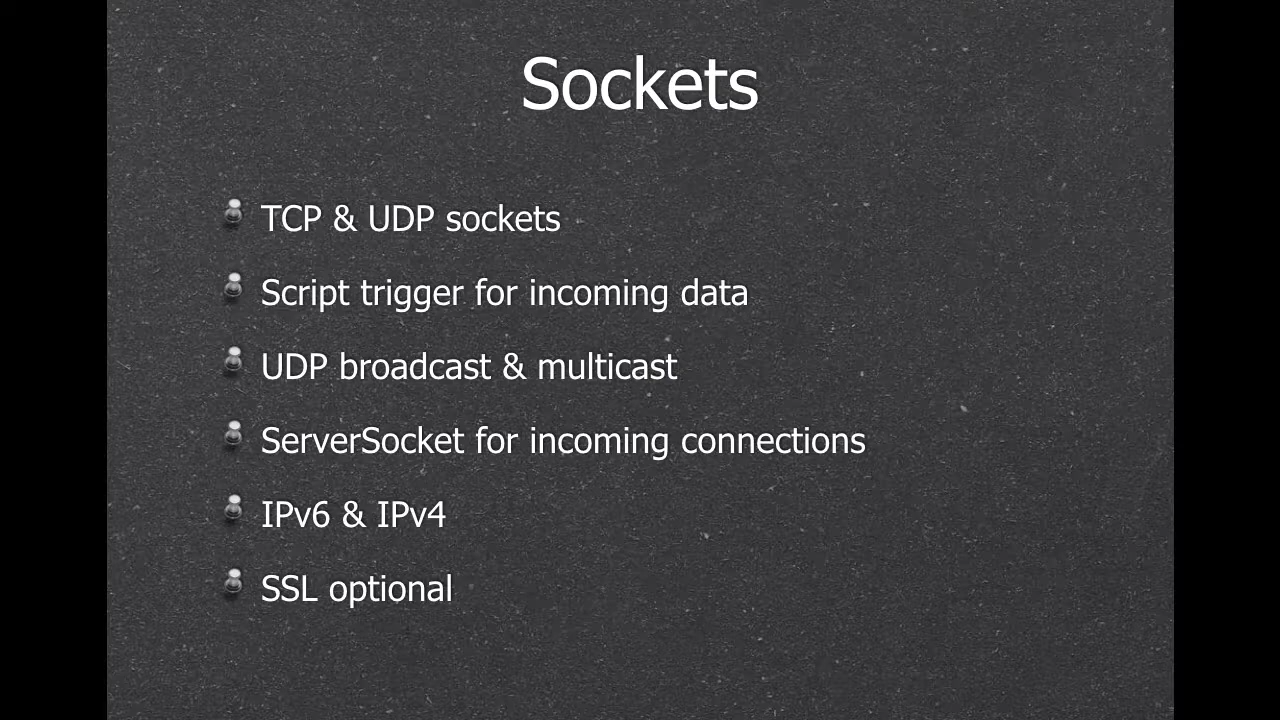 Sockets
TCP & UDP sockets
Script trigger for incoming data
UDP broadcast & multicast
ServerSocket for incoming connections
IPv6 & IPv4
SSL optional